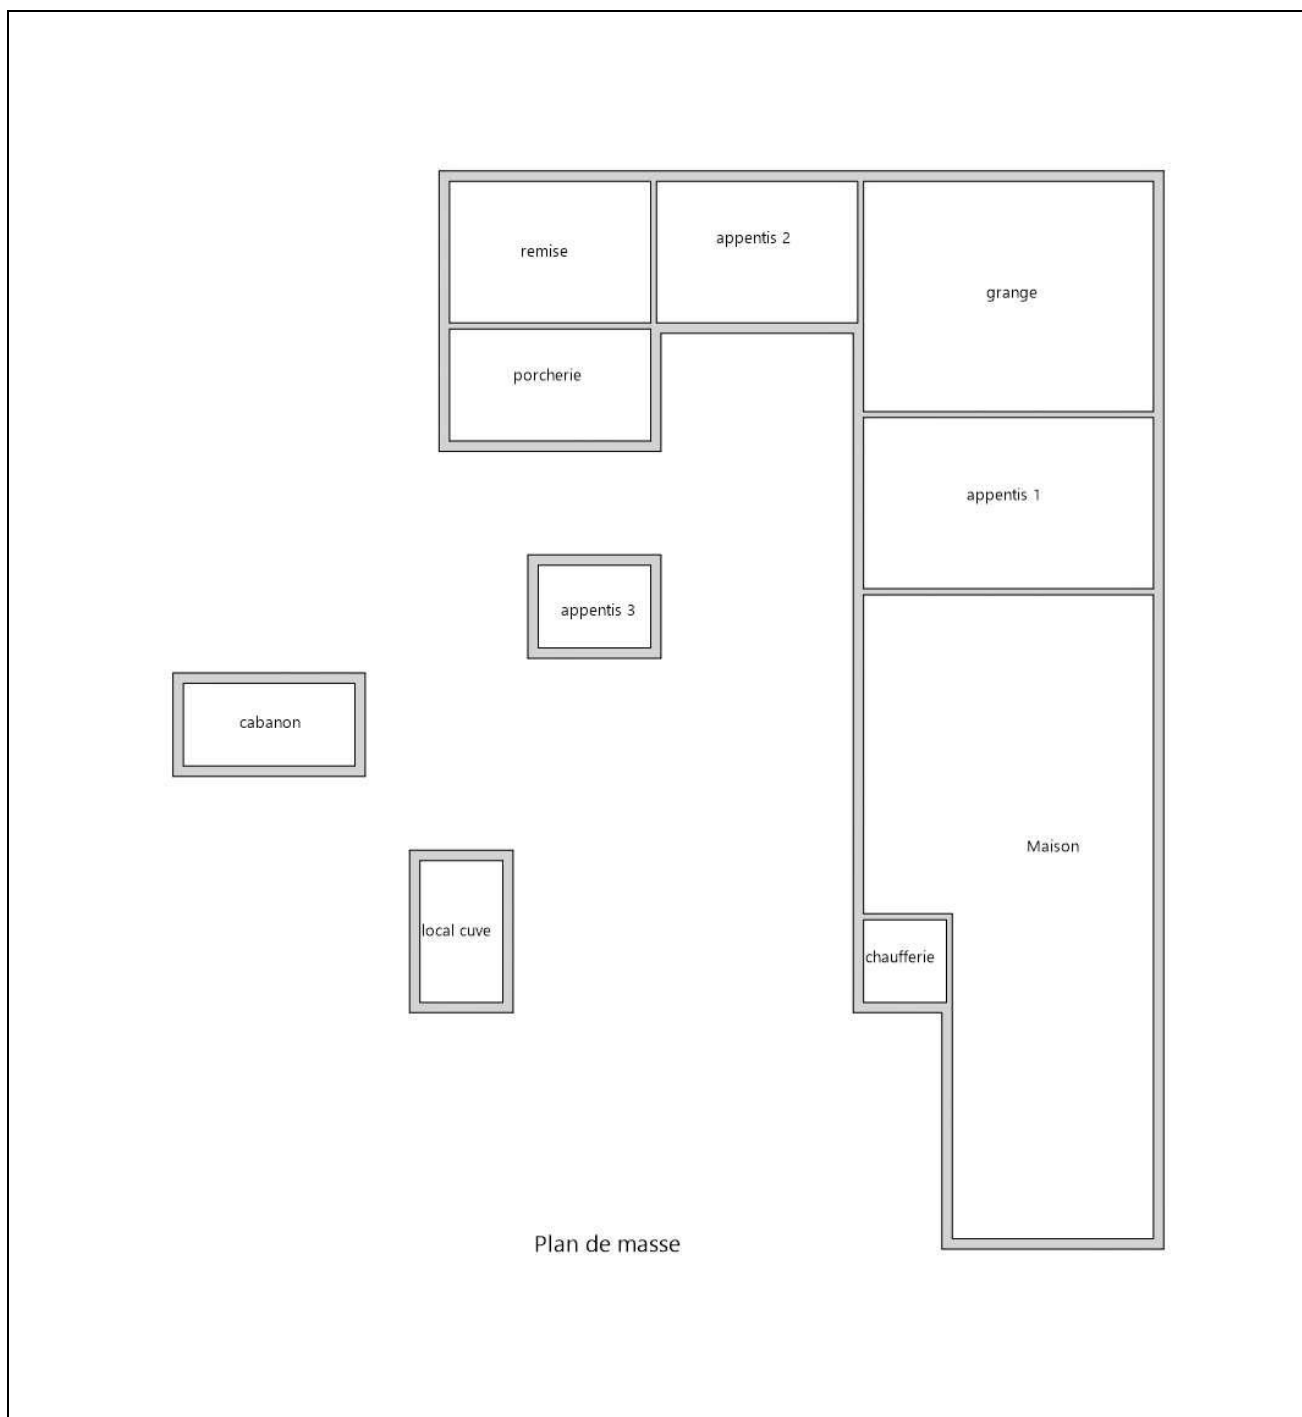 remise
appentis 2
grange
porcherie
appentis 1
appentis 3
cabanon
Maison
local cuve
chaufferie
Plan de masse